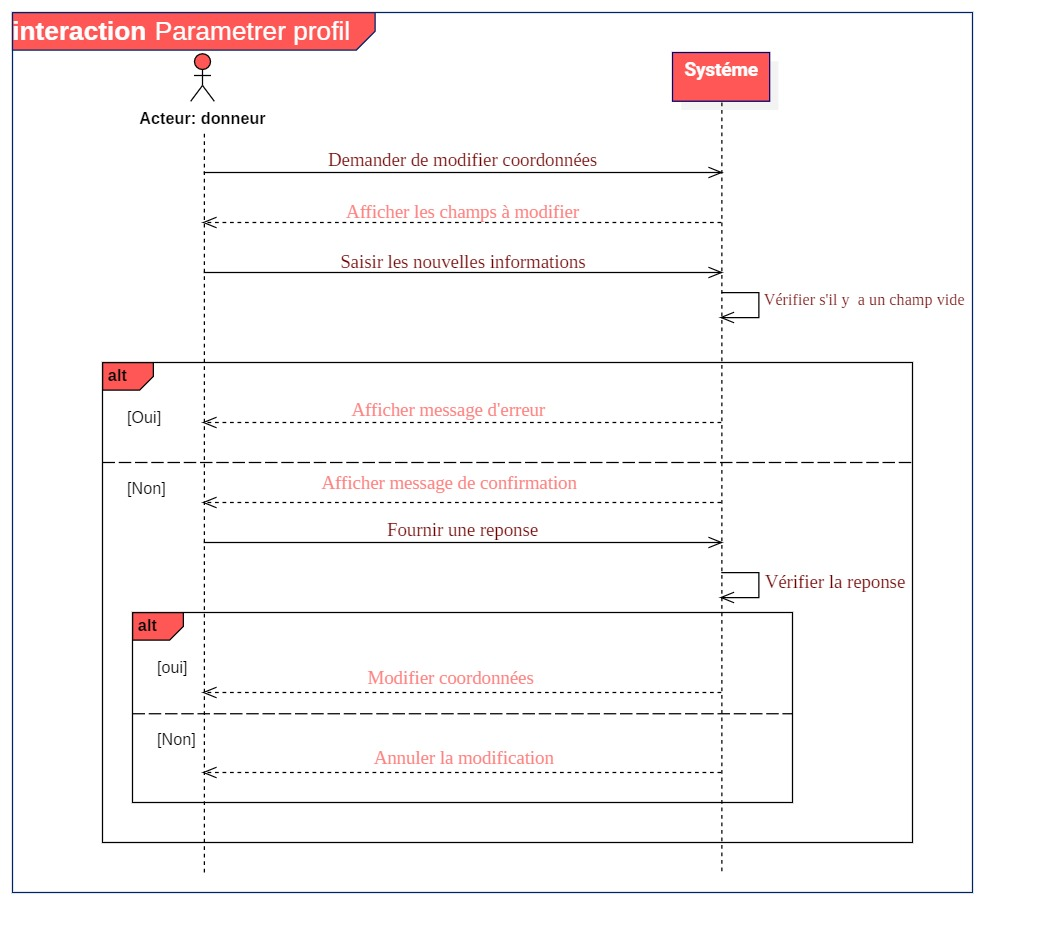 interaction Parametrer profil
Systéme
Acteur: donneur
Demander de modifier coordonnées
Afficher les champs à modifier
Saisir les nouvelles informations
Vérifier s'il y  a un champ vide
alt
[Oui]
Afficher message d'erreur
[Non]
Afficher message de confirmation
Fournir une reponse
Vérifier la reponse
alt
[oui]
Modifier coordonnées
[Non]
Annuler la modification